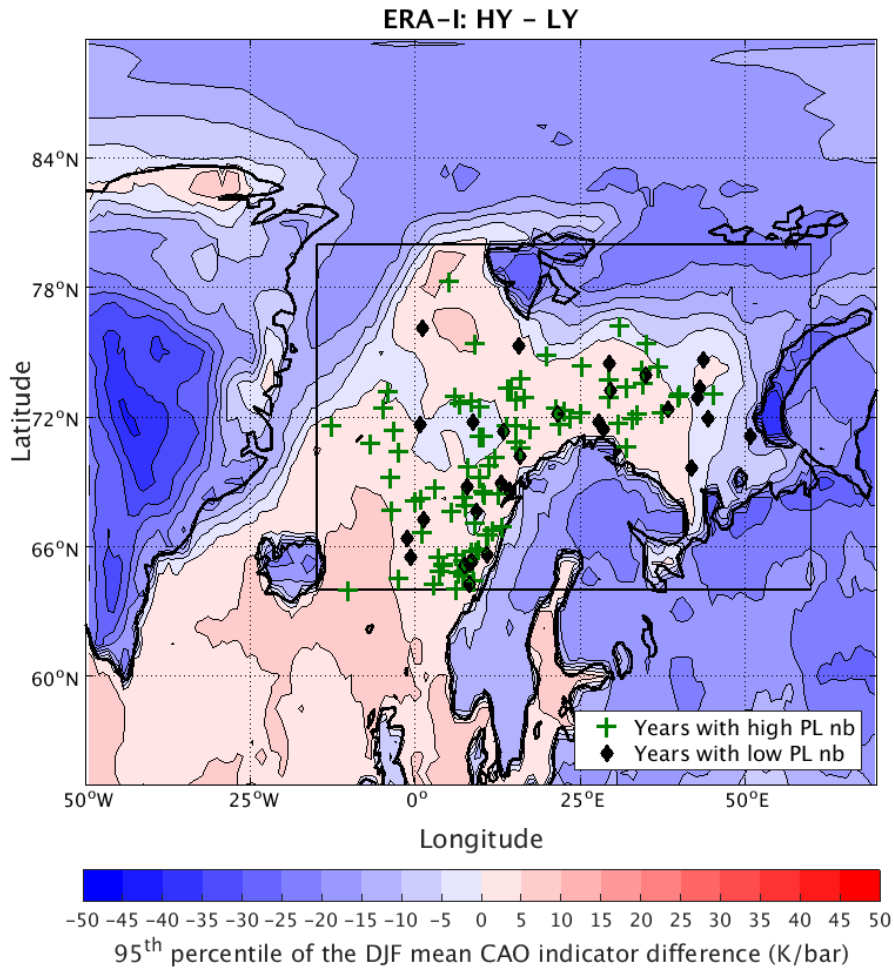 ERA-I: HY - LY
84°N
78°N
72°N
66°N
60°N
Latitude
Years with high PL nb
Years with low PL nb
50°W 25°W 0° 25°E 50°E
Longitude
-50 -45 -40 -35 -30 -25 -20 -15 -10 -5 0 5 10 15 20 25 30 35 40 45 50
95th percentile of the DJF mean CAO indicator difference (K/bar)